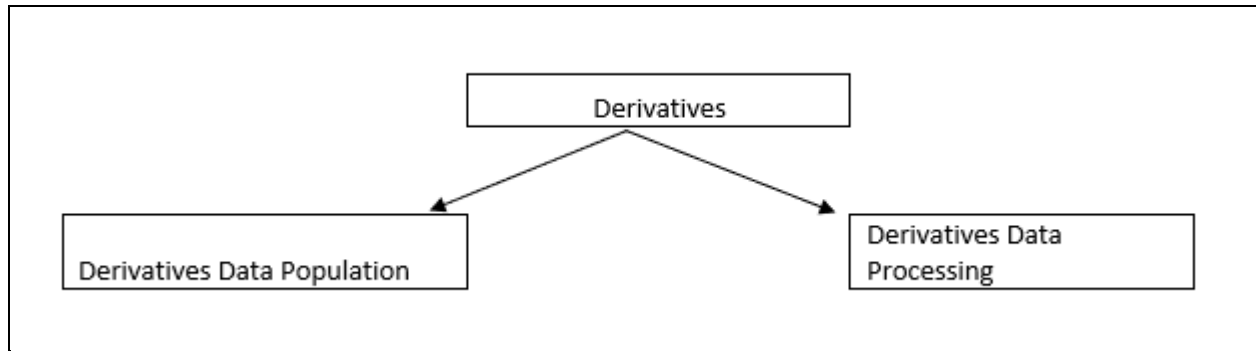 Derivatives
Derivatives Data Population
Derivatives Data
Processing